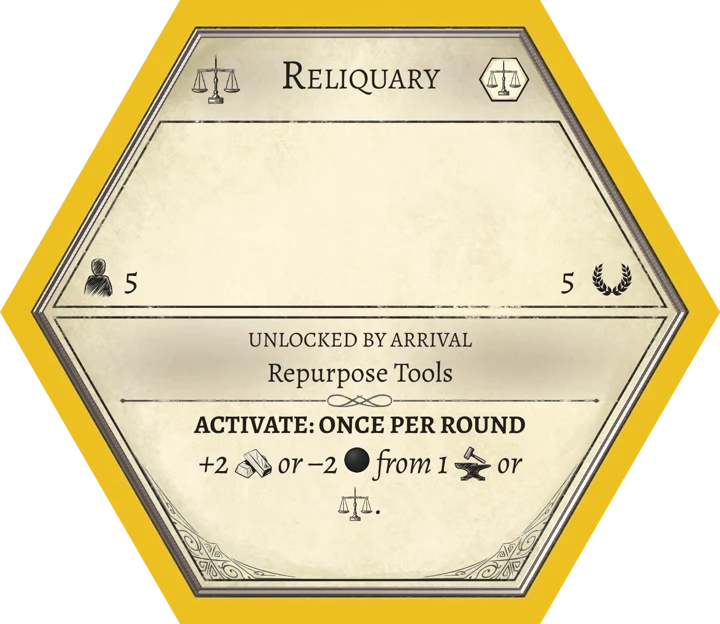 RELIQUARY
5 5
UNLOCKED BY ARRIVAL
Repurpose Tools
ACTIVATE: ONCE PER ROUND
+2 or −2 from 1 or
.